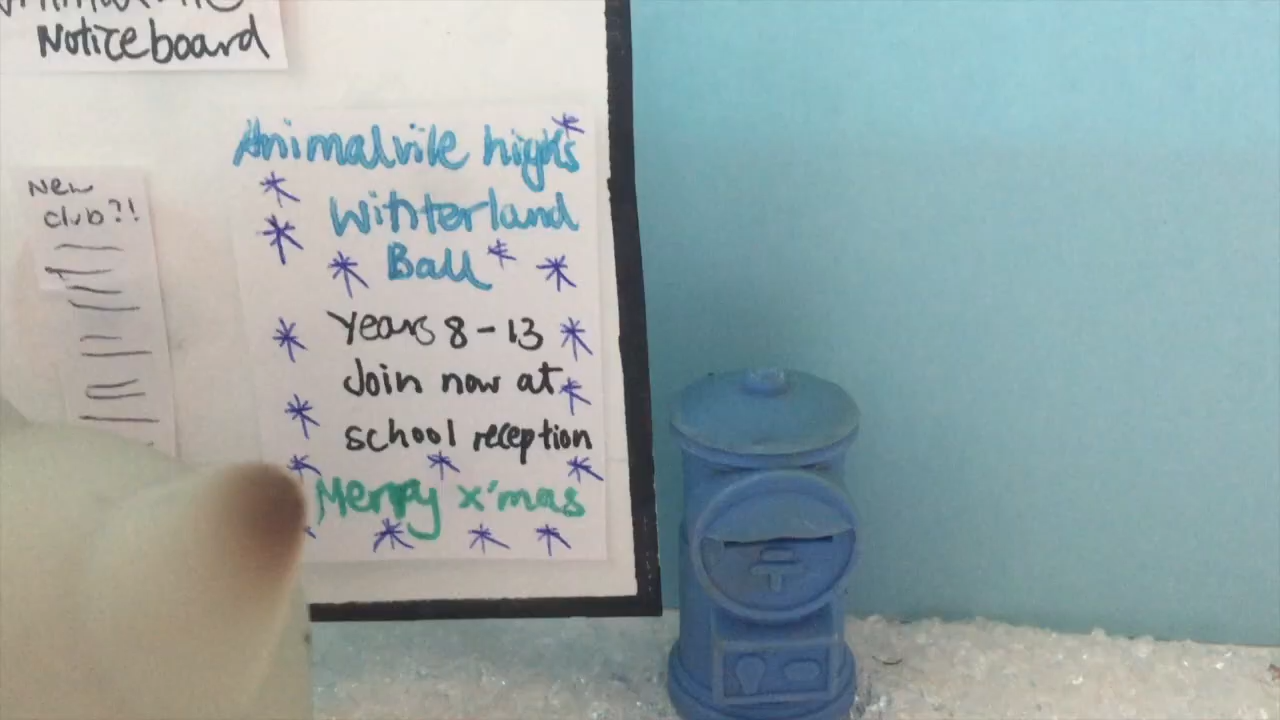 Noticeboard
New
club?!
Animalvile highs
Winterland
Ball
Years 8-13
Join now at
school reception
Merry x'mas
〒